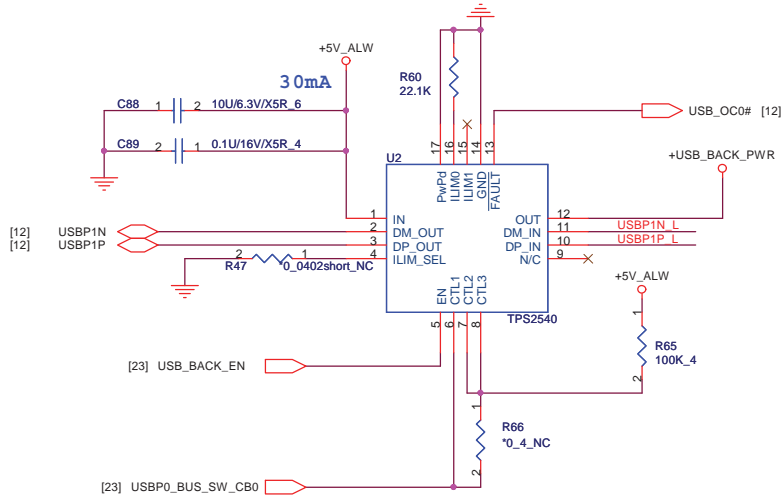 +5V_ALW
30mA
R60
22.1K
C88 1 2 10U/6.3V/X5R_6
USB_OC0# [12]
C89 2 1 0.1U/16V/X5R_4
U2
17 16 15 14 13
PwPd ILIM0 ILIM1 GND FAULT
+USB_BACK_PWR
1 IN OUT 12
[12] USBP1N 2 DM_OUT DM_IN 11 USBP1N_L
[12] USBP1P 3 DP_OUT DP_IN 10 USBP1P_L
R47 2 1 *0_0402short_NC 4 ILIM_SEL N/C 9
+5V_ALW
EN CTL1 CTL2 CTL3
5 6 7 8
TPS2540
1
R65
100K_4
2
[23] USB_BACK_EN
1
R66
*0_4_NC
2
[23] USBP0_BUS_SW_CB0